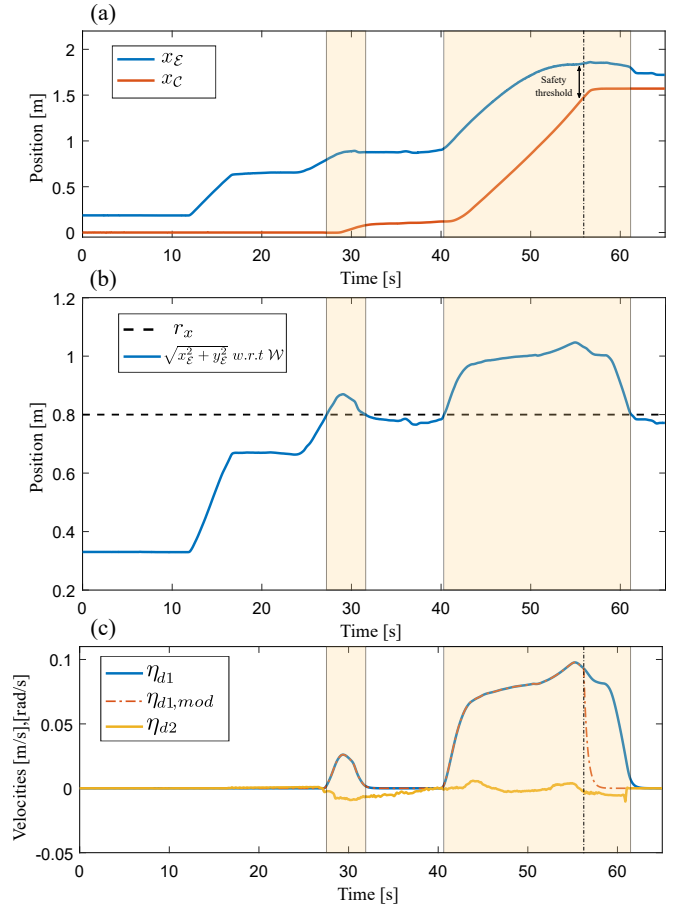 (a)
2
1.5
1
0.5
0
Position [m]
x_ℰ
x_𝒞
Safety
threshold
0 10 20 30 40 50 60
Time [s]
(b)
1.2
1
0.8
0.6
0.4
0.2
Position [m]
r_x
√x²_ℰ + y²_ℰ w.r.t 𝒲
0 10 20 30 40 50 60
Time [s]
(c)
0.1
0.05
0
-0.05
Velocities [m/s],[rad/s]
η_d1
η_d1,mod
η_d2
0 10 20 30 40 50 60
Time [s]